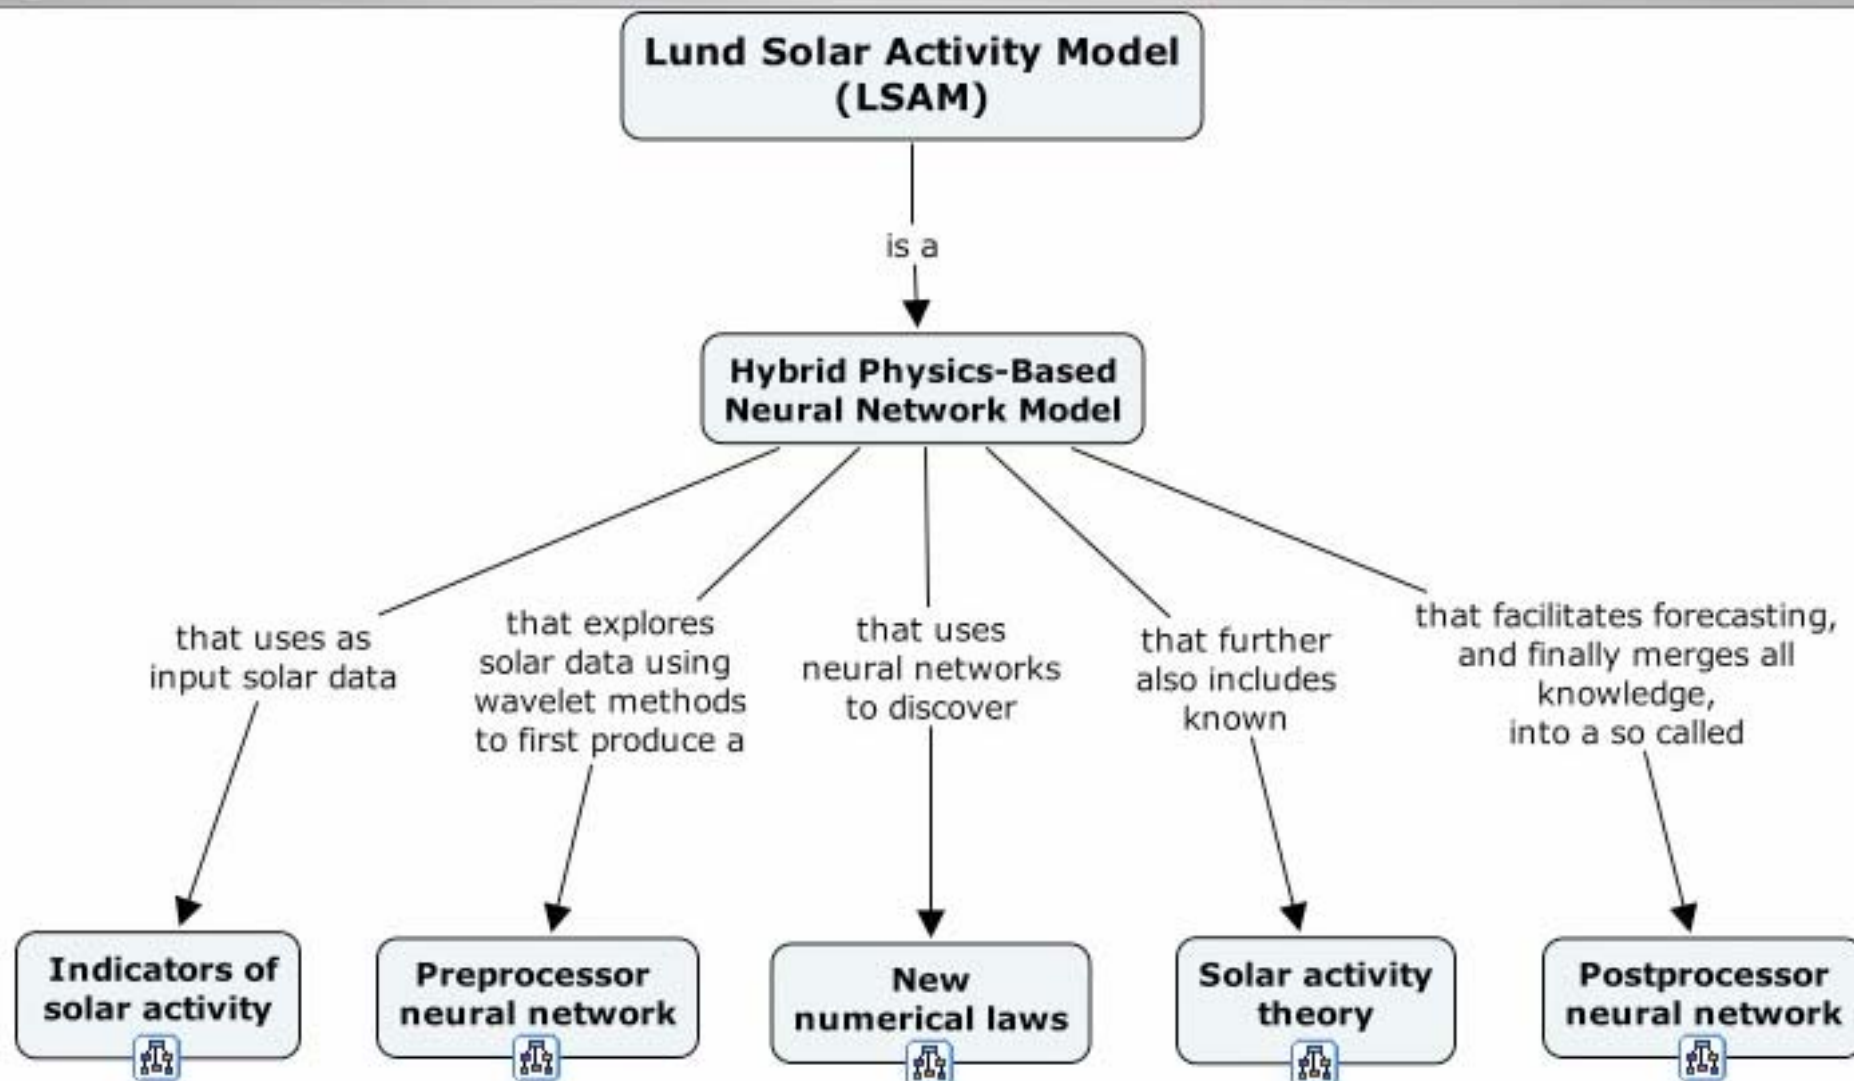 Lund Solar Activity Model
(LSAM)
is a
Hybrid Physics-Based
Neural Network Model
that uses as
input solar data
that explores
solar data using
wavelet methods
to first produce a
that uses
neural networks
to discover
that further
also includes
known
that facilitates forecasting,
and finally merges all
knowledge,
into a so called
Indicators of
solar activity
Preprocessor
neural network
New
numerical laws
Solar activity
theory
Postprocessor
neural network